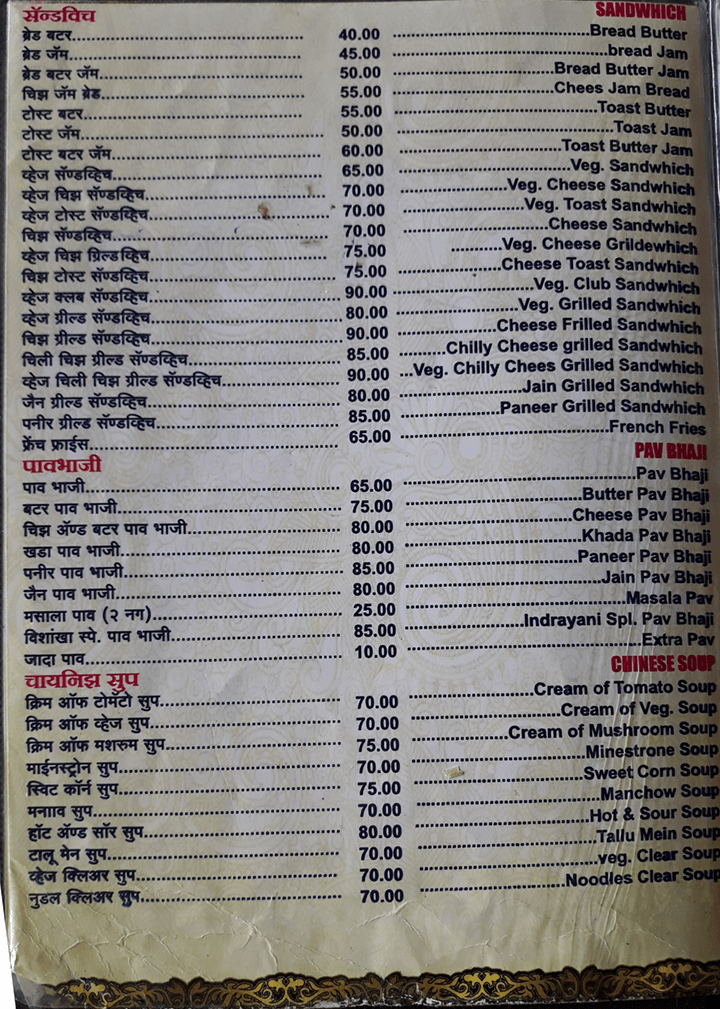 सॅन्डविच SANDWHICH
ब्रेड बटर 40.00 Bread Butter
ब्रेड जॅम 45.00 bread Jam
ब्रेड बटर जॅम 50.00 Bread Butter Jam
चिझ जॅम ब्रेड 55.00 Chees Jam Bread
टोस्ट बटर 55.00 Toast Butter
टोस्ट जॅम 50.00 Toast Jam
टोस्ट बटर जॅम 60.00 Toast Butter Jam
व्हेज सॅण्डव्हिच 65.00 Veg. Sandwhich
व्हेज चिझ सॅण्डव्हिच 70.00 Veg. Cheese Sandwhich
व्हेज टोस्ट सॅण्डव्हिच 70.00 Veg. Toast Sandwhich
चिझ सॅण्डव्हिच 70.00 Cheese Sandwhich
व्हेज चिझ ग्रिल्डव्हिच 75.00 Veg. Cheese Grildewhich
चिझ टोस्ट सॅण्डव्हिच 75.00 Cheese Toast Sandwhich
व्हेज क्लब सॅण्डव्हिच 90.00 Veg. Club Sandwhich
व्हेज ग्रील्ड सॅण्डव्हिच 80.00 Veg. Grilled Sandwhich
चिझ ग्रील्ड सॅण्डव्हिच 90.00 Cheese Frilled Sandwhich
चिली चिझ ग्रील्ड सॅण्डव्हिच 85.00 Chilly Cheese grilled Sandwhich
व्हेज चिली चिझ ग्रील्ड सॅण्डव्हिच 90.00 Veg. Chilly Chees Grilled Sandwhich
जैन ग्रील्ड सॅण्डव्हिच 80.00 Jain Grilled Sandwhich
पनीर ग्रील्ड सॅण्डव्हिच 85.00 Paneer Grilled Sandwhich
फ्रेंच फ्राईस 65.00 French Fries
पावभाजी PAV BHAJI
पाव भाजी 65.00 Pav Bhaji
बटर पाव भाजी 75.00 Butter Pav Bhaji
चिझ ॲण्ड बटर पाव भाजी 80.00 Cheese Pav Bhaji
खडा पाव भाजी 80.00 Khada Pav Bhaji
पनीर पाव भाजी 85.00 Paneer Pav Bhaji
जैन पाव भाजी 80.00 Jain Pav Bhaji
मसाला पाव (२ नग) 25.00 Masala Pav
विशांखा स्पे. पाव भाजी 85.00 Indrayani Spl. Pav Bhaji
जादा पाव 10.00 Extra Pav
चायनिझ सुप CHINESE SOUP
क्रिम ऑफ टोमॅटो सुप 70.00 Cream of Tomato Soup
क्रिम ऑफ व्हेज सुप 70.00 Cream of Veg. Soup
क्रिम ऑफ मशरुम सुप 75.00 Cream of Mushroom Soup
माईनस्ट्रोन सुप 70.00 Minestrone Soup
स्विट कॉर्न सुप 75.00 Sweet Corn Soup
मनााव सुप 70.00 Manchow Soup
हॉट ॲण्ड सॉर सुप 80.00 Hot & Sour Soup
टालू मेन सुप 70.00 Tallu Mein Soup
व्हेज क्लिअर सुप 70.00 veg. Clear Soup
नुडल क्लिअर सुप 70.00 Noodles Clear Soup